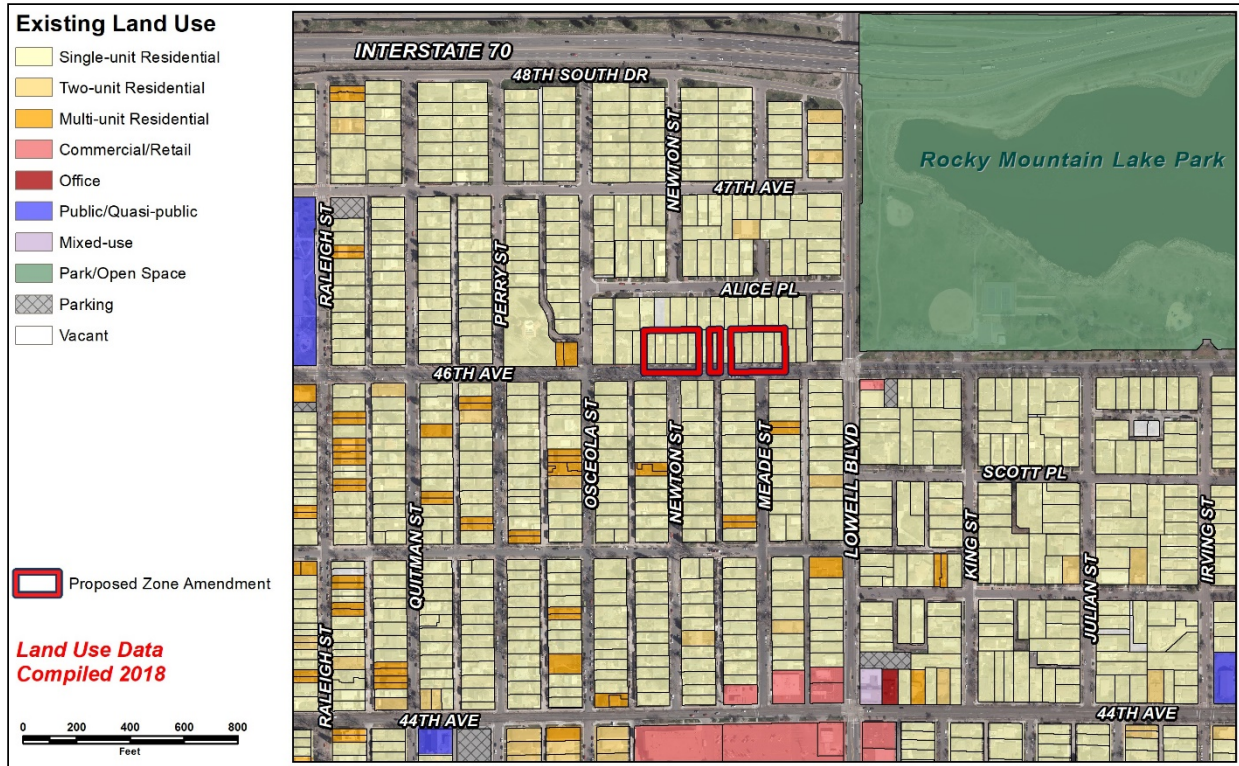 Existing Land Use
Single-unit Residential
Two-unit Residential
Multi-unit Residential
Commercial/Retail
Office
Public/Quasi-public
Mixed-use
Park/Open Space
Parking
Vacant
Proposed Zone Amendment
Land Use Data
Compiled 2018
0 200 400 600 800
Feet
INTERSTATE 70
48TH SOUTH DR
NEWTON ST
47TH AVE
Rocky Mountain Lake Park
RALEIGH ST
PERRY ST
ALICE PL
46TH AVE
OSCEOLA ST
NEWTON ST
MEADE ST
LOWELL BLVD
SCOTT PL
QUITMAN ST
KING ST
JULIAN ST
IRVING ST
RALEIGH ST
44TH AVE
44TH AVE